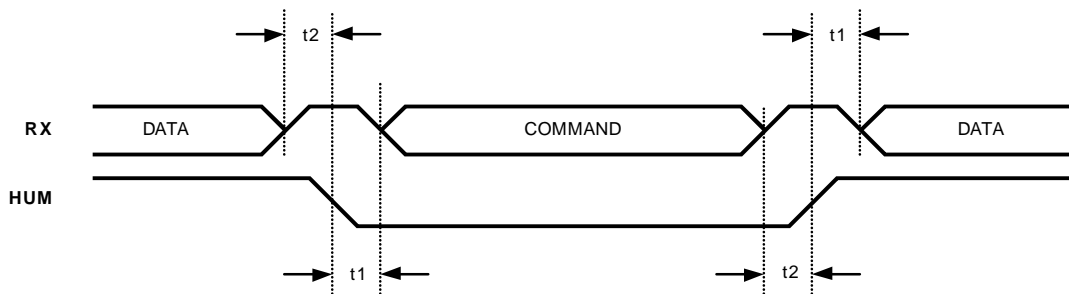 t2
t1
RX
DATA
COMMAND
DATA
HUM
t1
t2